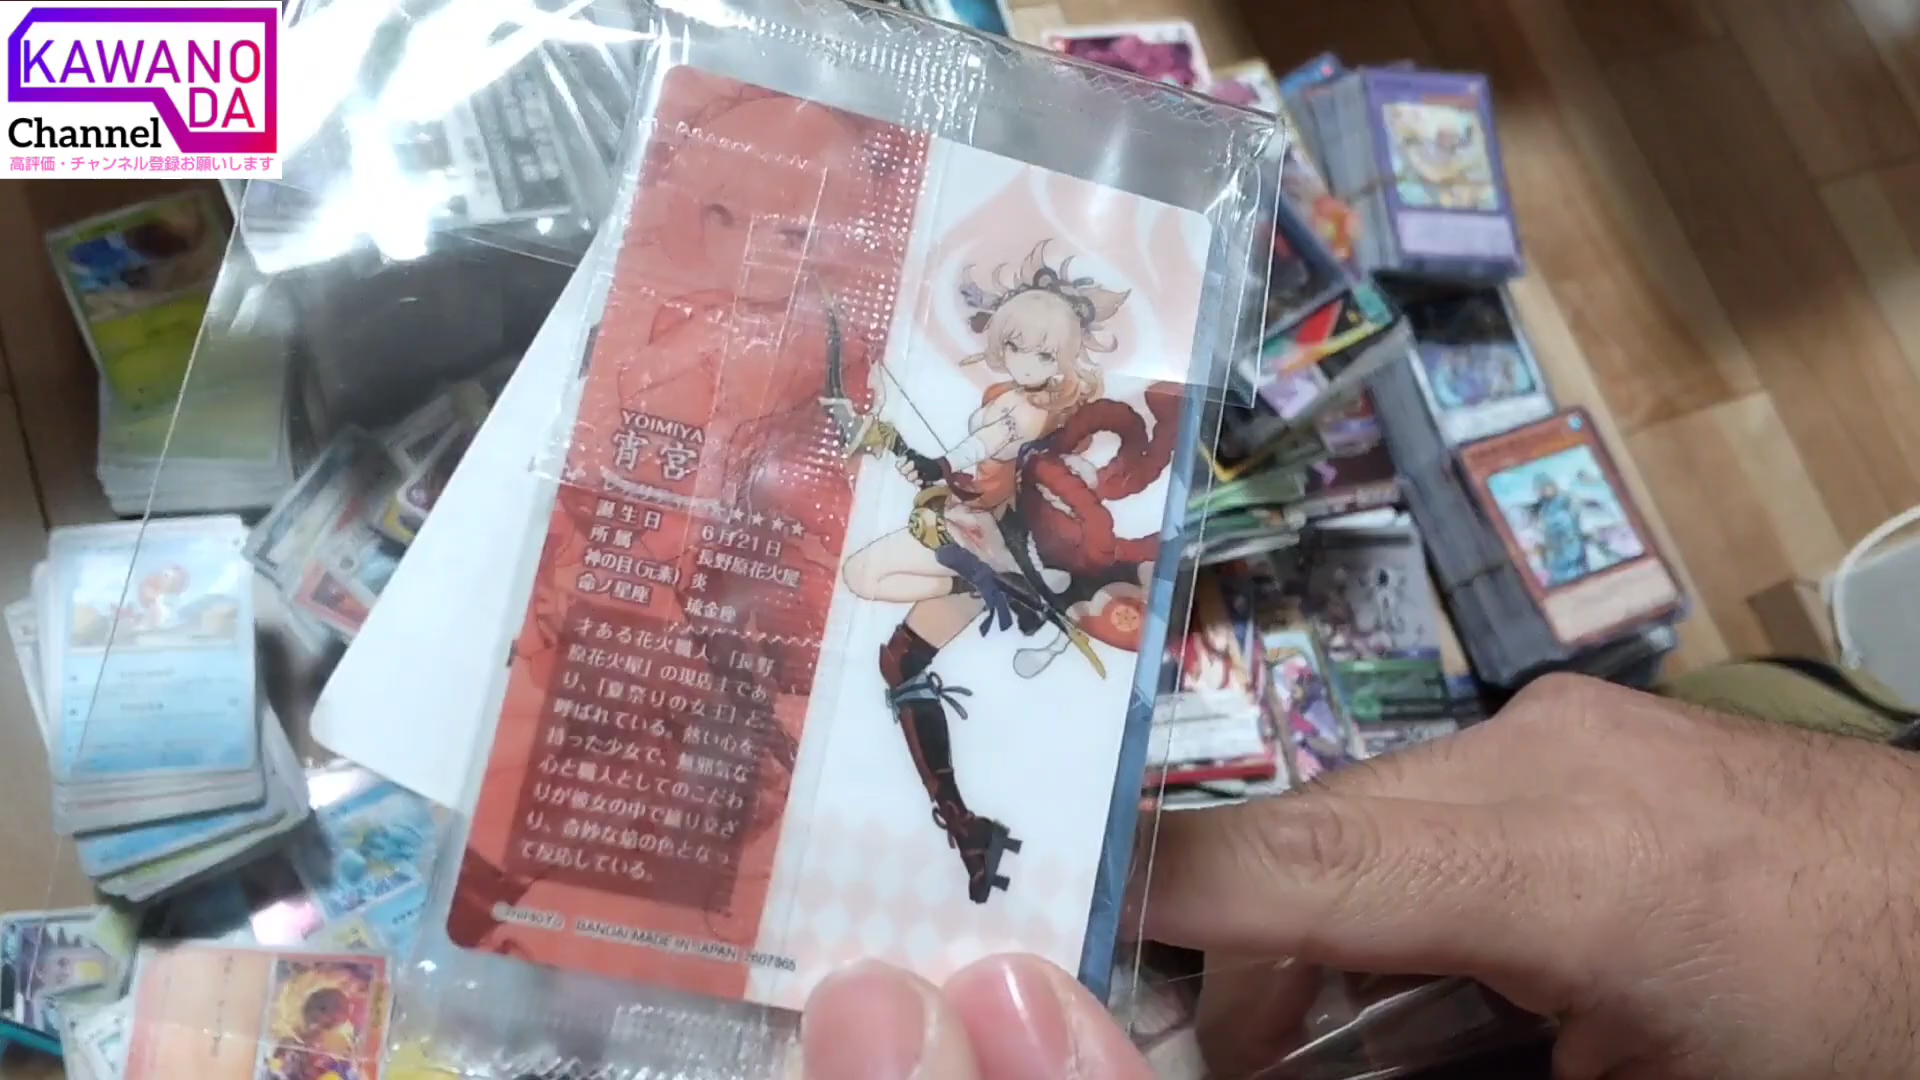 KAWANO
DA
Channel
高評価・チャンネル登録お願いします
YOIMIYA
宵宮
誕生日 6月21日
所属 長野原花火屋
神の目(元素) 炎
命ノ星座 琉金座
才ある花火職人。「長野
原花火屋」の現店主であ
り、「夏祭りの女王」と
呼ばれている。熱い心を
持った少女で、無邪気な
心と職人としてのこだわ
りが彼女の中で織り交ざ
り、奇妙な焔の色となっ
て反応している。
BANDAI MADE IN JAPAN 2607865